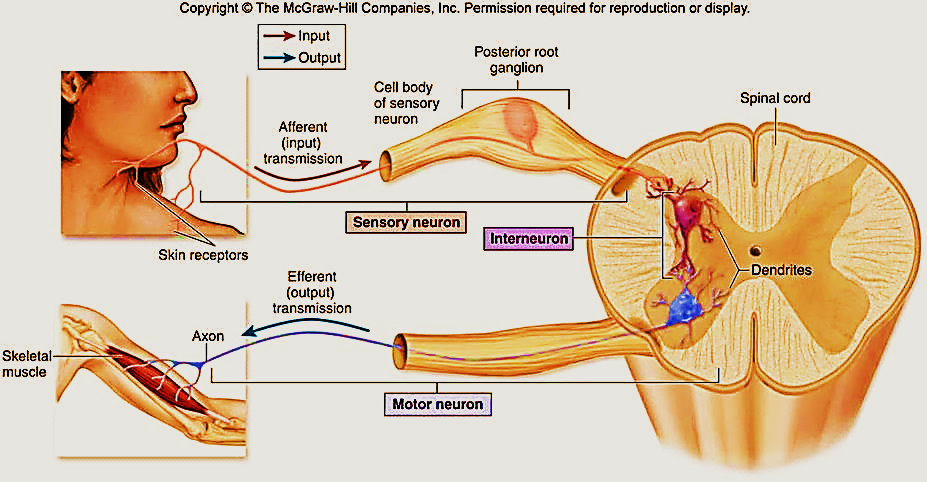 Copyright © The McGraw-Hill Companies, Inc. Permission required for reproduction or display.
Input
Output
Posterior root
ganglion
Cell body
of sensory
neuron
Spinal cord
Afferent
(input)
transmission
Sensory neuron
Interneuron
Skin receptors
Dendrites
Efferent
(output)
transmission
Axon
Skeletal
muscle
Motor neuron